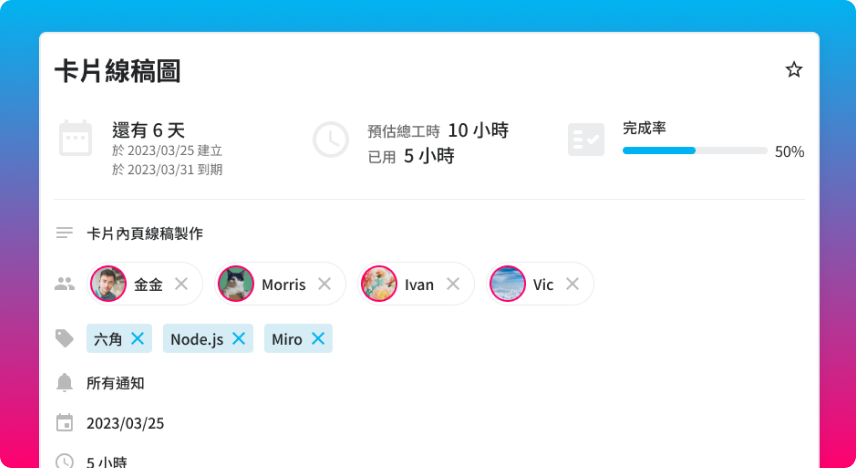 卡片線稿圖
還有 6 天
於 2023/03/25 建立
於 2023/03/31 到期
預估總工時 10 小時
已用 5 小時
完成率
50%
卡片內頁線稿製作
金金 Morris Ivan Vic
六角 Node.js Miro
所有通知
2023/03/25
5 小時